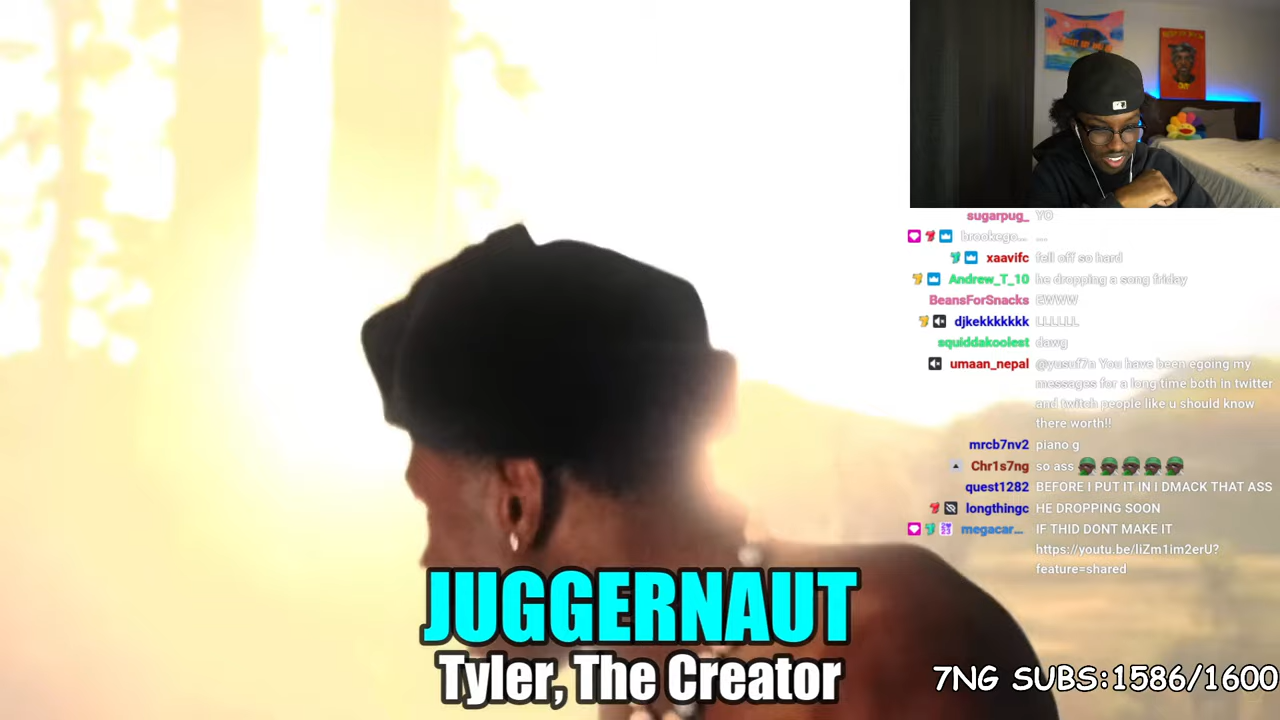 sugarpug_ YO
brookego... ...
xaavifc fell off so hard
Andrew_T_10 he dropping a song friday
BeansForSnacks EWWW
djkekkkkkkk LLLLLL
squiddakoolest dawg
umaan_nepal @yusuf7n You have been egoing my
messages for a long time both in twitter
and twitch people like u should know
there worth!!
mrcb7nv2 piano g
Chr1s7ng so ass
quest1282 BEFORE I PUT IT IN I DMACK THAT ASS
longthingc HE DROPPING SOON
megacar... IF THID DONT MAKE IT
https://youtu.be/liZm1im2erU?
feature=shared
JUGGERNAUT
Tyler, The Creator
7NG SUBS:1586/1600